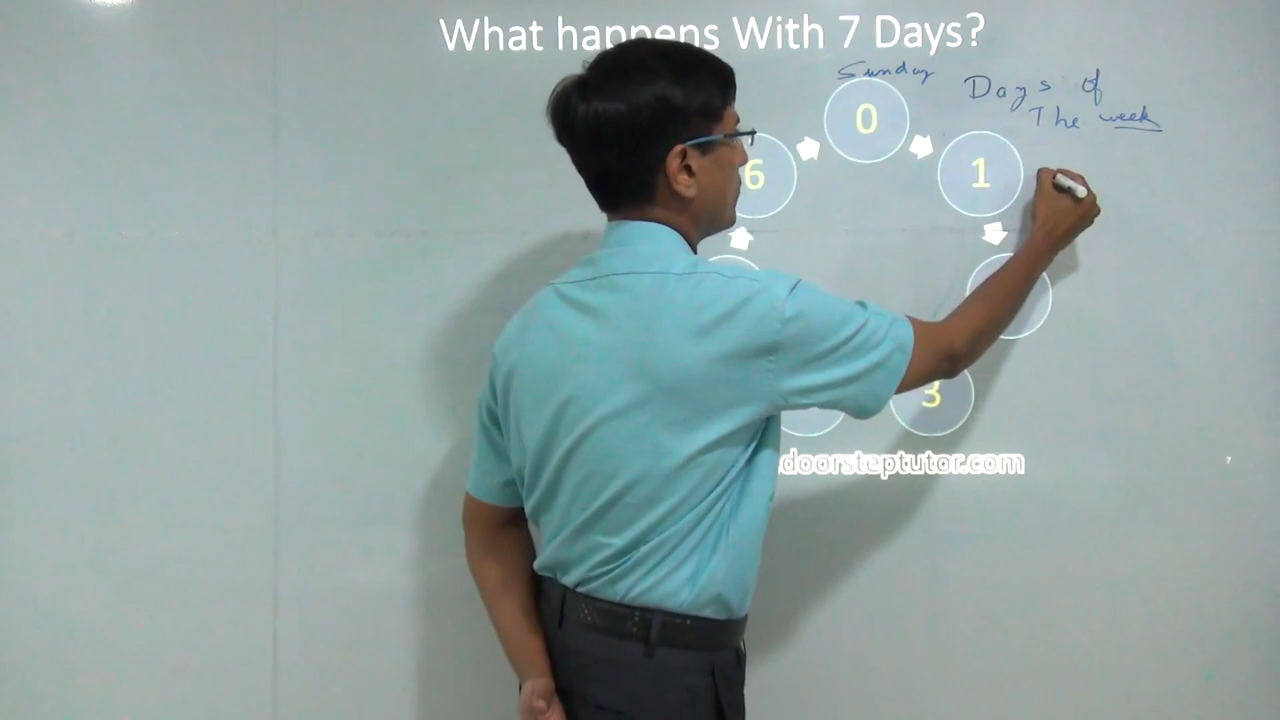 What happens With 7 Days?
Sunday
Days of
The week
0
6
1
3
doorsteptutor.com
?